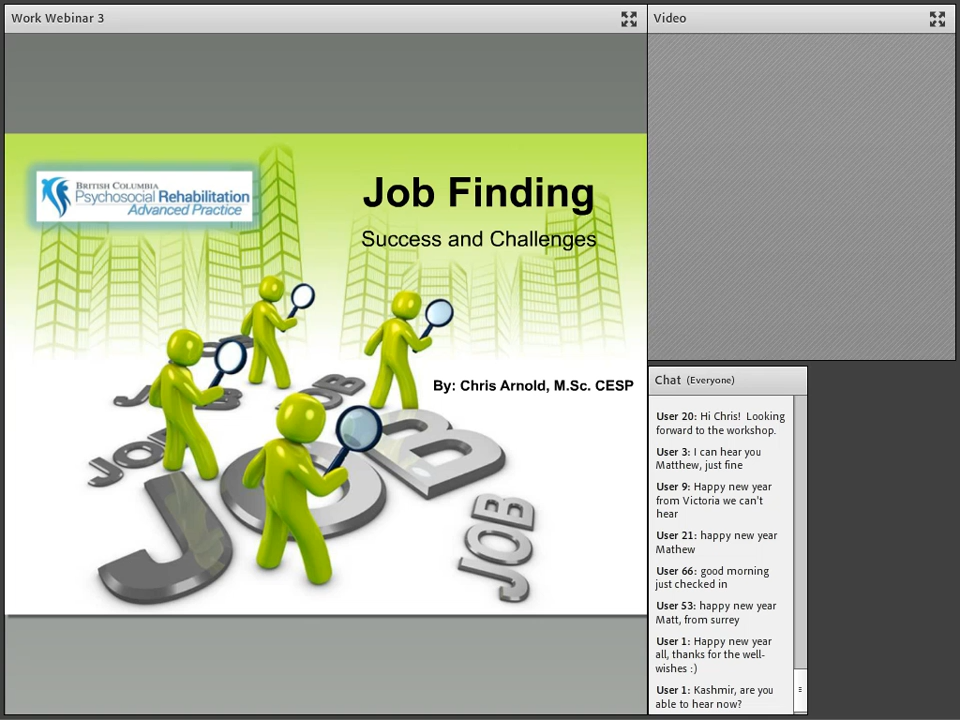 Work Webinar 3
Video
BRITISH COLUMBIA
Psychosocial Rehabilitation
Advanced Practice
Job Finding
Success and Challenges
By: Chris Arnold, M.Sc. CESP
JOB
JOB
JOB
JOB
JOB
Chat (Everyone)
User 20: Hi Chris! Looking
forward to the workshop.
User 3: I can hear you
Matthew, just fine
User 9: Happy new year
from Victoria we can't
hear
User 21: happy new year
Mathew
User 66: good morning
just checked in
User 53: happy new year
Matt, from surrey
User 1: Happy new year
all, thanks for the well-
wishes :)
User 1: Kashmir, are you
able to hear now?